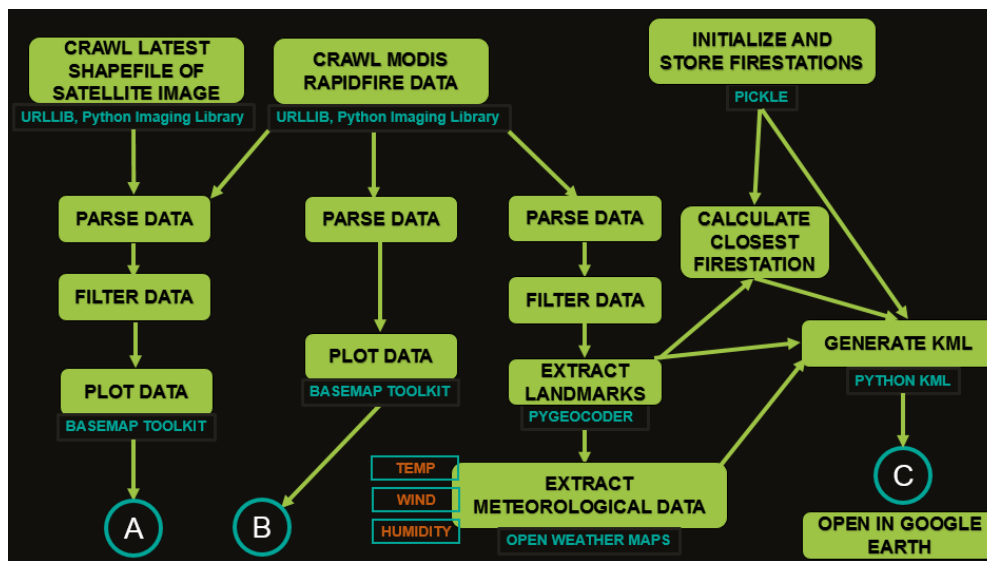 CRAWL LATEST
SHAPEFILE OF
SATELLITE IMAGE
URLLIB, Python Imaging Library
CRAWL MODIS
RAPIDFIRE DATA
URLLIB, Python Imaging Library
INITIALIZE AND
STORE FIRESTATIONS
PICKLE
PARSE DATA
PARSE DATA
PARSE DATA
CALCULATE
CLOSEST
FIRESTATION
FILTER DATA
FILTER DATA
PLOT DATA
BASEMAP TOOLKIT
PLOT DATA
BASEMAP TOOLKIT
EXTRACT
LANDMARKS
PYGEOCODER
GENERATE KML
PYTHON KML
TEMP
WIND
HUMIDITY
EXTRACT
METEOROLOGICAL DATA
OPEN WEATHER MAPS
A
B
C
OPEN IN GOOGLE
EARTH